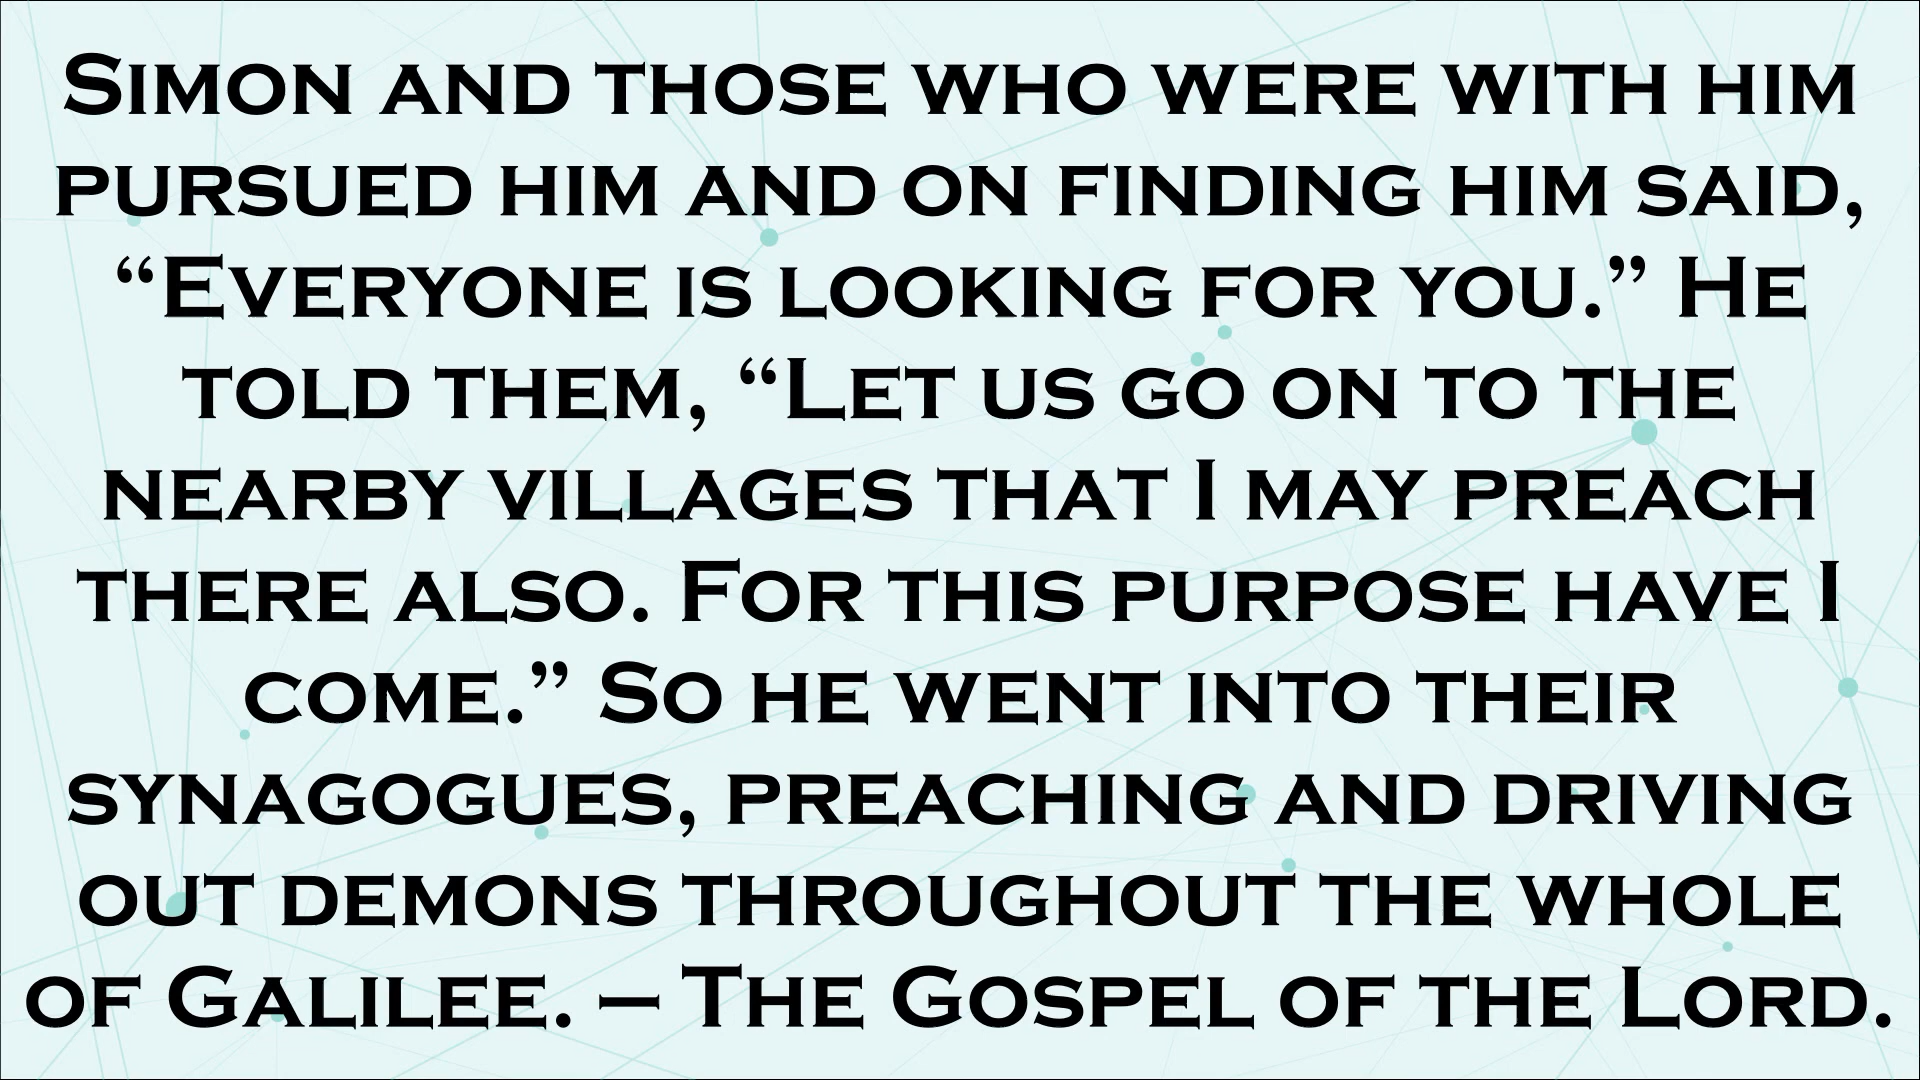 Simon and those who were with him
pursued him and on finding him said,
“Everyone is looking for you.” He
told them, “Let us go on to the
nearby villages that I may preach
there also. For this purpose have I
come.” So he went into their
synagogues, preaching and driving
out demons throughout the whole
of Galilee. – The Gospel of the Lord.